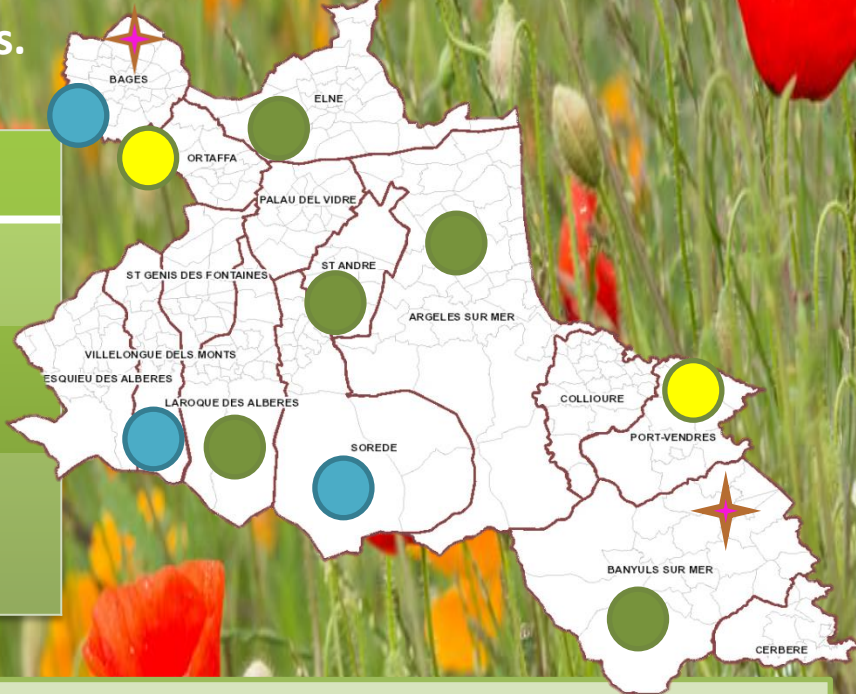 s.
BAGES
ELNE
ORTAFFA
PALAU DEL VIDRE
ST GENIS DES FONTAINES
ST ANDRE
ARGELES SUR MER
VILLELONGUE DELS MONTS
ESQUIEU DES ALBERES
LAROQUE DES ALBERES
COLLIOURE
PORT-VENDRES
SOREDE
BANYULS SUR MER
CERBERE